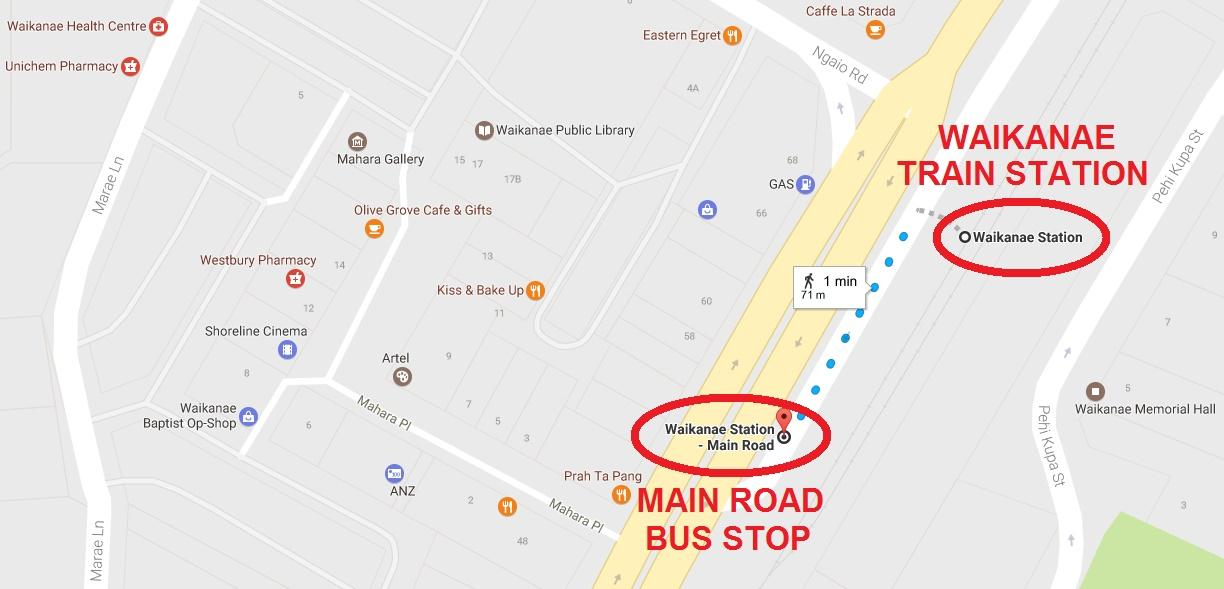 Waikanae Health Centre
Unichem Pharmacy
Caffe La Strada
Eastern Egret
Ngaio Rd
4A
5
Mahara Gallery
Waikanae Public Library
15
17
17B
68
GAS
66
WAIKANAE
TRAIN STATION
Pehi Kupa St
9
Marae Ln
Olive Grove Cafe & Gifts
Waikanae Station
Westbury Pharmacy
14
13
Kiss & Bake Up
1 min
71 m
12
11
60
58
7
Shoreline Cinema
Artel
9
8
5
Waikanae Memorial Hall
Waikanae
Baptist Op-Shop
6
Mahara Pl
7
5
3
Waikanae Station
- Main Road
Pehi Kupa St
Prah Ta Pang
ANZ
2
Mahara Pl
MAIN ROAD
BUS STOP
48
3
Marae Ln